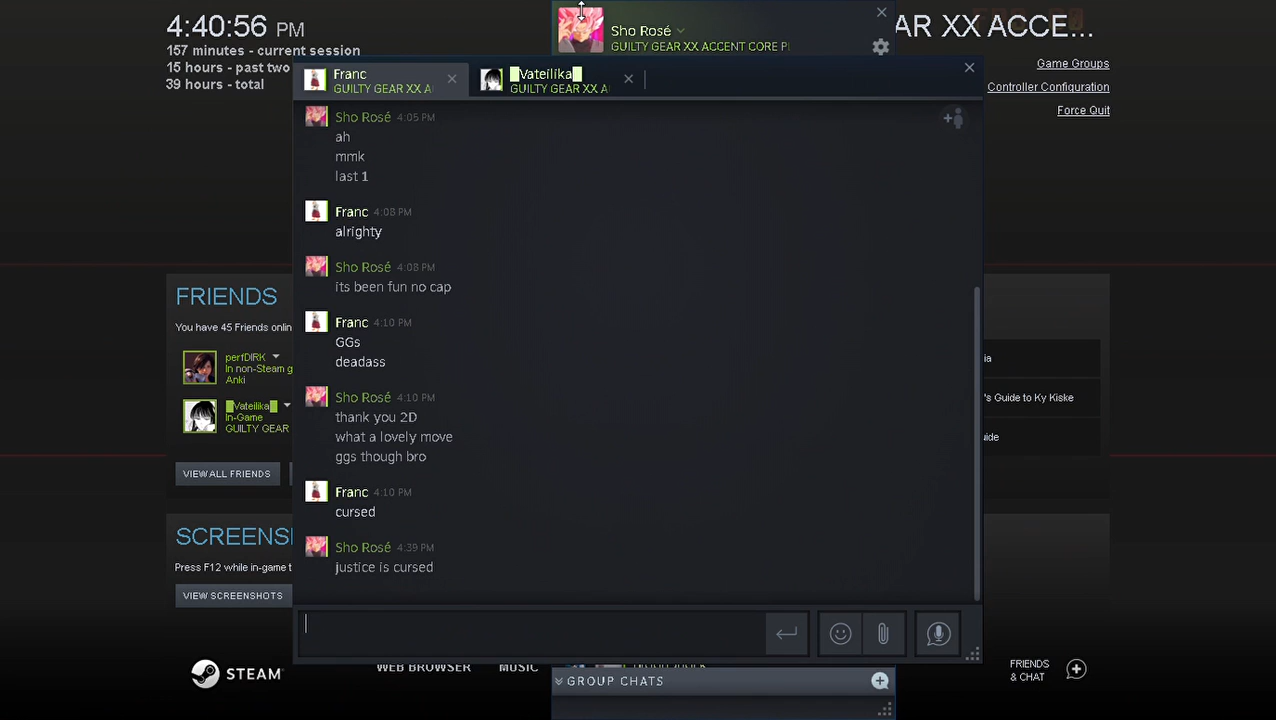 4:40:56 PM
157 minutes - current session
15 hours - past two
39 hours - total
Sho Rosé
GUILTY GEAR XX ACCENT CORE Pl
AR XX ACCE...
Game Groups
Controller Configuration
Force Quit
Franc
GUILTY GEAR XX A
Vateilika
GUILTY GEAR XX A
Sho Rosé 4:05 PM
ah
mmk
last 1
Franc 4:08 PM
alrighty
Sho Rosé 4:08 PM
its been fun no cap
Franc 4:10 PM
GGs
deadass
Sho Rosé 4:10 PM
thank you 2D
what a lovely move
ggs though bro
Franc 4:10 PM
cursed
Sho Rosé 4:39 PM
justice is cursed
FRIENDS
You have 45 Friends onlin
perfDIRK
In non-Steam g
Anki
Vateilika
In-Game
GUILTY GEAR
VIEW ALL FRIENDS
SCREENS
Press F12 while in-game t
VIEW SCREENSHOTS
ia
's Guide to Ky Kiske
uide
STEAM
WEB BROWSER
MUSIC
GROUP CHATS
FRIENDS
& CHAT